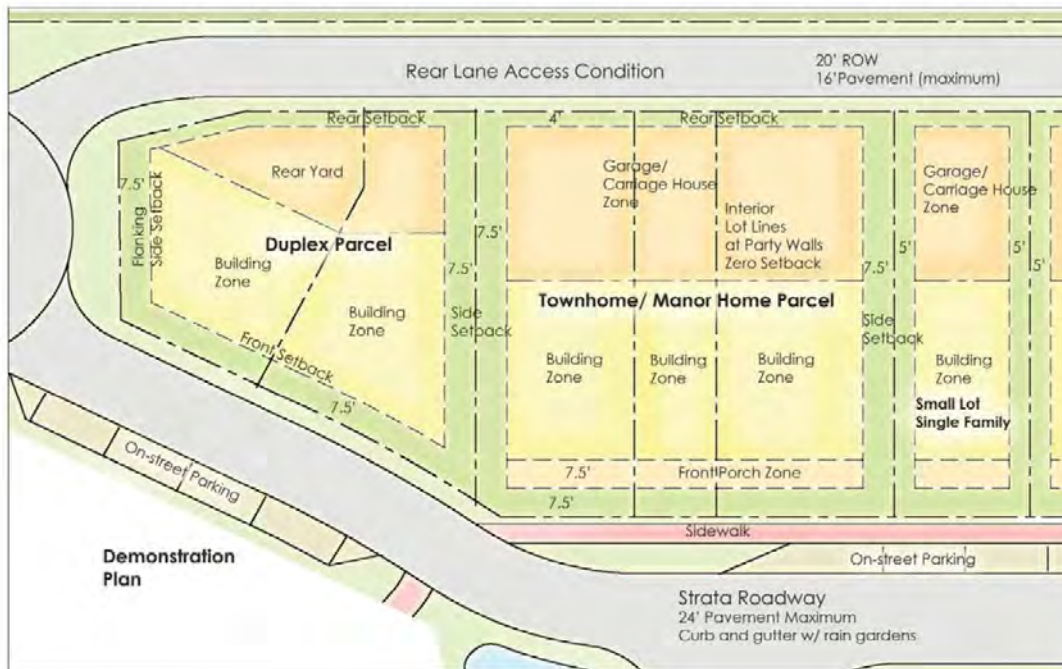 Rear Lane Access Condition
20' ROW
16'Pavement (maximum)
Rear Setback
4'
Rear Setback
7.5'
Flanking
Side Setback
Rear Yard
Duplex Parcel
Building
Zone
Building
Zone
Front Setback
7.5'
7.5'
7.5'
Side
Setback
Garage/
Carriage House
Zone
Interior
Lot Lines
at Party Walls
Zero Setback
Townhome/ Manor Home Parcel
Building
Zone
Building
Zone
Building
Zone
7.5'
Front Porch Zone
7.5'
7.5'
Side
Setback
5'
Garage/
Carriage House
Zone
5'
5'
Building
Zone
Small Lot
Single Family
Sidewalk
On-street Parking
On-street Parking
Demonstration
Plan
Strata Roadway
24' Pavement Maximum
Curb and gutter w/ rain gardens